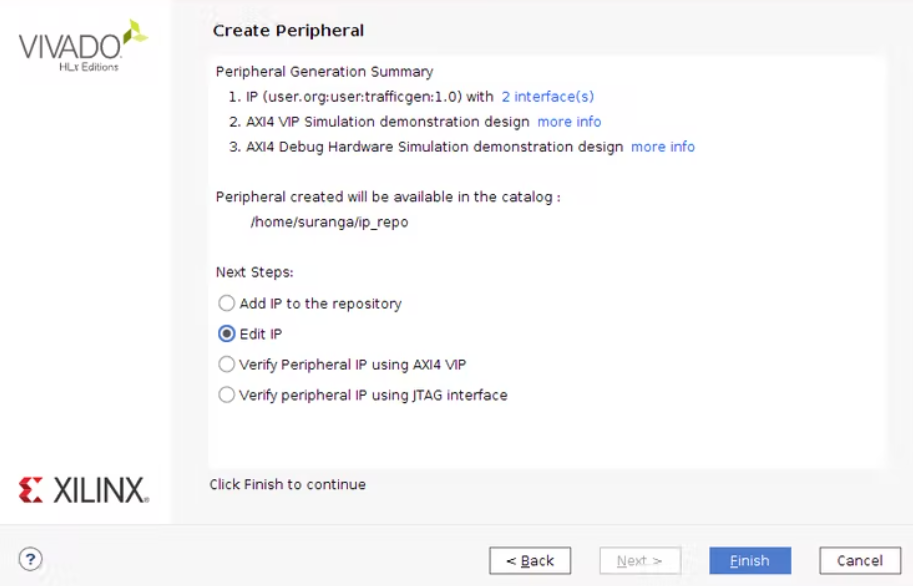 VIVADO
HLx Editions
Create Peripheral
Peripheral Generation Summary
1. IP (user.org:user:trafficgen:1.0) with 2 interface(s)
2. AXI4 VIP Simulation demonstration design more info
3. AXI4 Debug Hardware Simulation demonstration design more info
Peripheral created will be available in the catalog :
/home/suranga/ip_repo
Next Steps:
Add IP to the repository
Edit IP
Verify Peripheral IP using AXI4 VIP
Verify peripheral IP using JTAG interface
XILINX
Click Finish to continue
?
< Back
Next >
Finish
Cancel